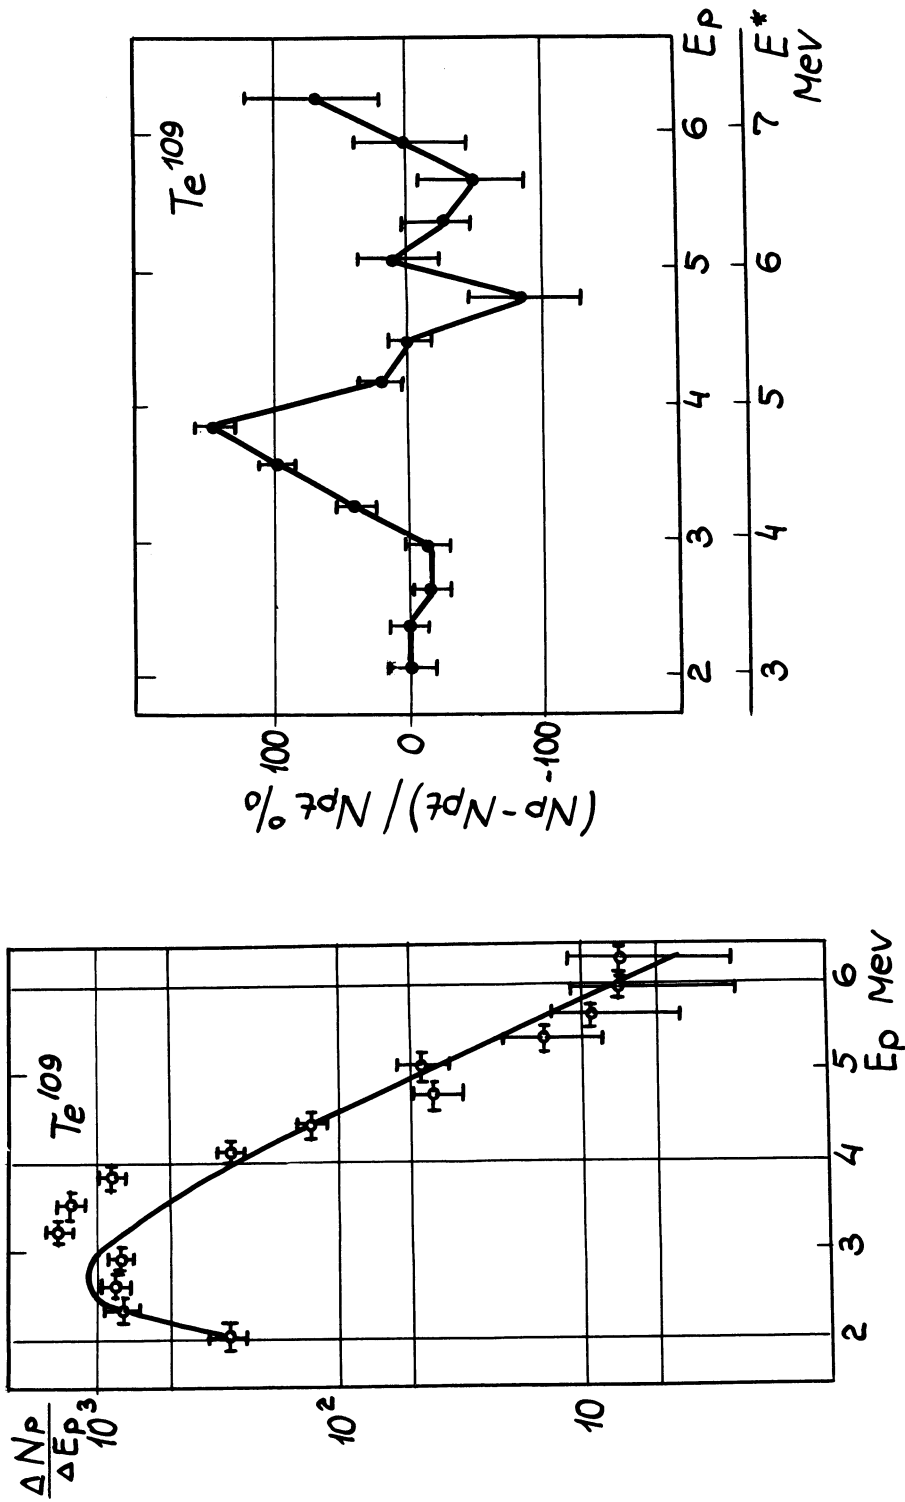 ΔNp
ΔEp
10³
10²
10
Te¹⁰⁹
2 3 4 5 6
Ep Mev
(Np-Npt)/Npt %
100
0
-100
Te¹⁰⁹
2 3 4 5 6 Ep
3 4 5 6 7 E*
Mev